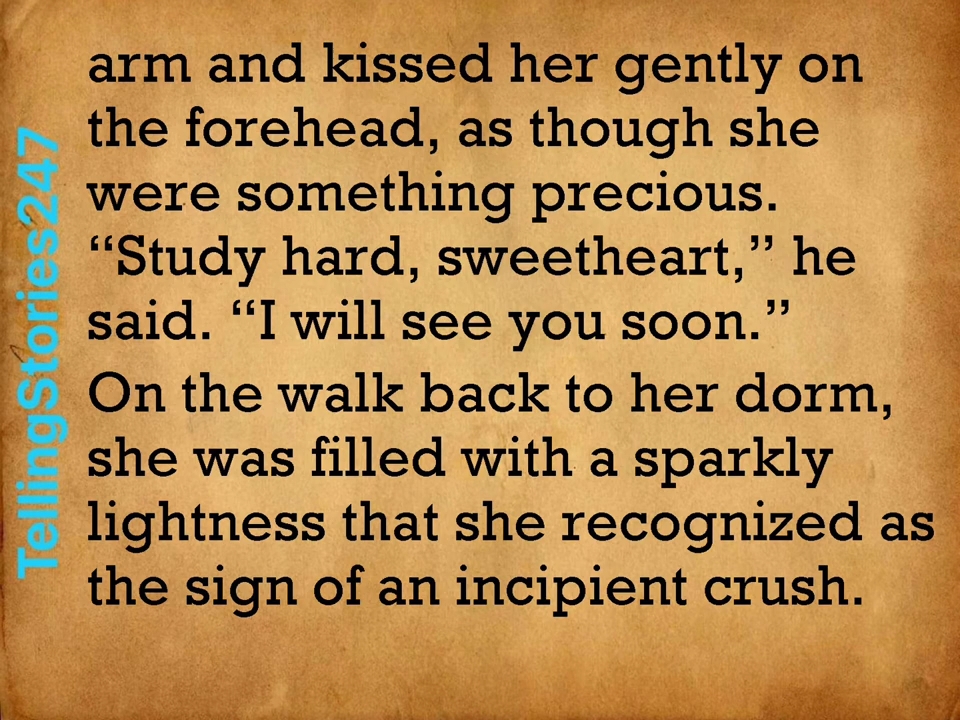 arm and kissed her gently on
the forehead, as though she
were something precious.
“Study hard, sweetheart,” he
said. “I will see you soon.”
On the walk back to her dorm,
she was filled with a sparkly
lightness that she recognized as
the sign of an incipient crush.
TellingStories247